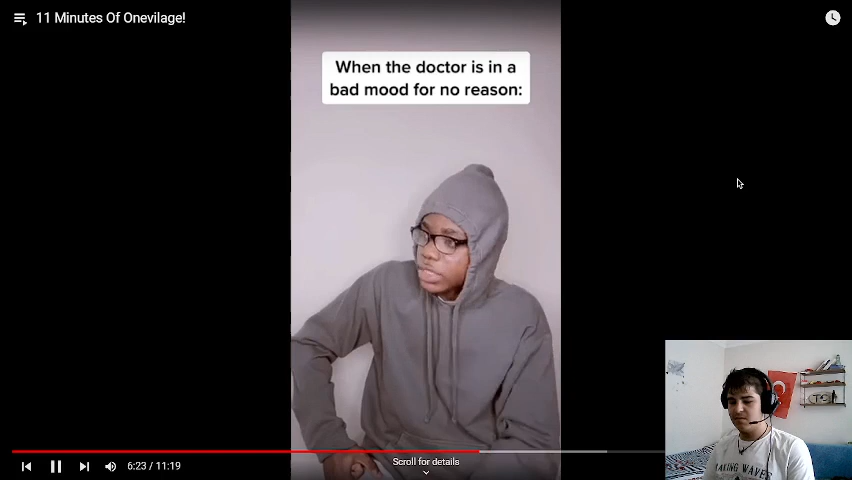 11 Minutes Of Onevilage!
When the doctor is in a
bad mood for no reason:
6:23 / 11:19
Scroll for details
MAKING WAVES